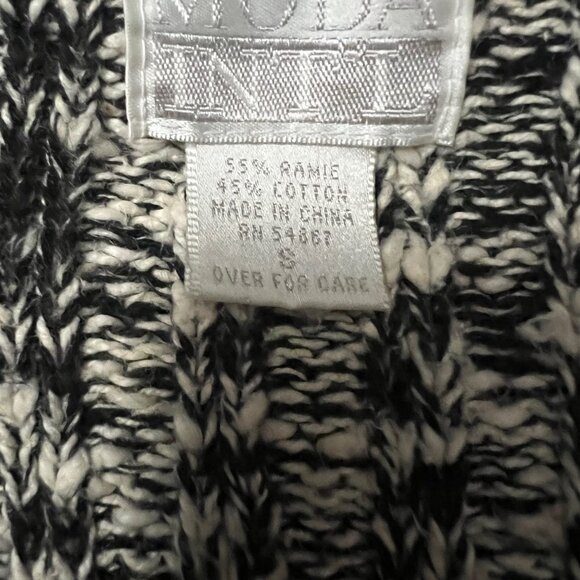 MODA
INT'L
55% RAMIE
45% COTTON
MADE IN CHINA
RN 54867
S
OVER FOR CARE